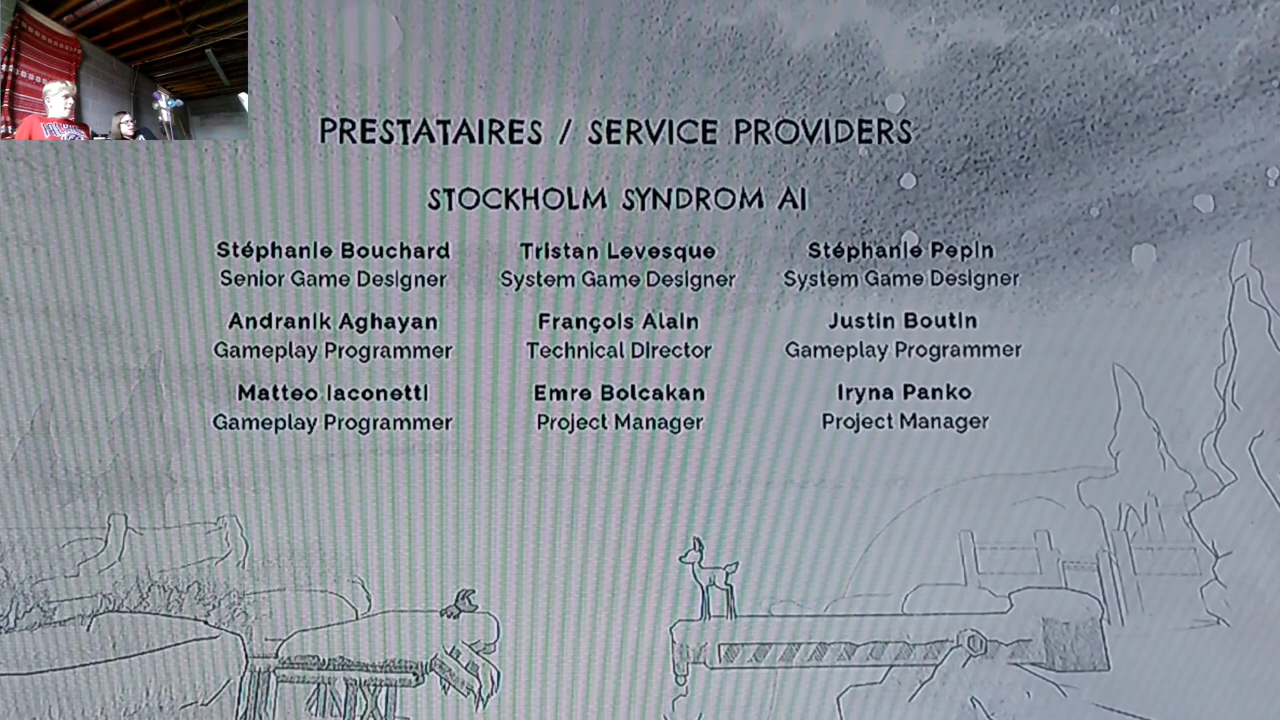 PRESTATAIRES / SERVICE PROVIDERS
STOCKHOLM SYNDROM AI
Stéphanie Bouchard Tristan Levesque Stéphanie Pepin
Senior Game Designer System Game Designer System Game Designer
Andranik Aghayan François Alain Justin Boutin
Gameplay Programmer Technical Director Gameplay Programmer
Matteo Iaconetti Emre Bolcakan Iryna Panko
Gameplay Programmer Project Manager Project Manager